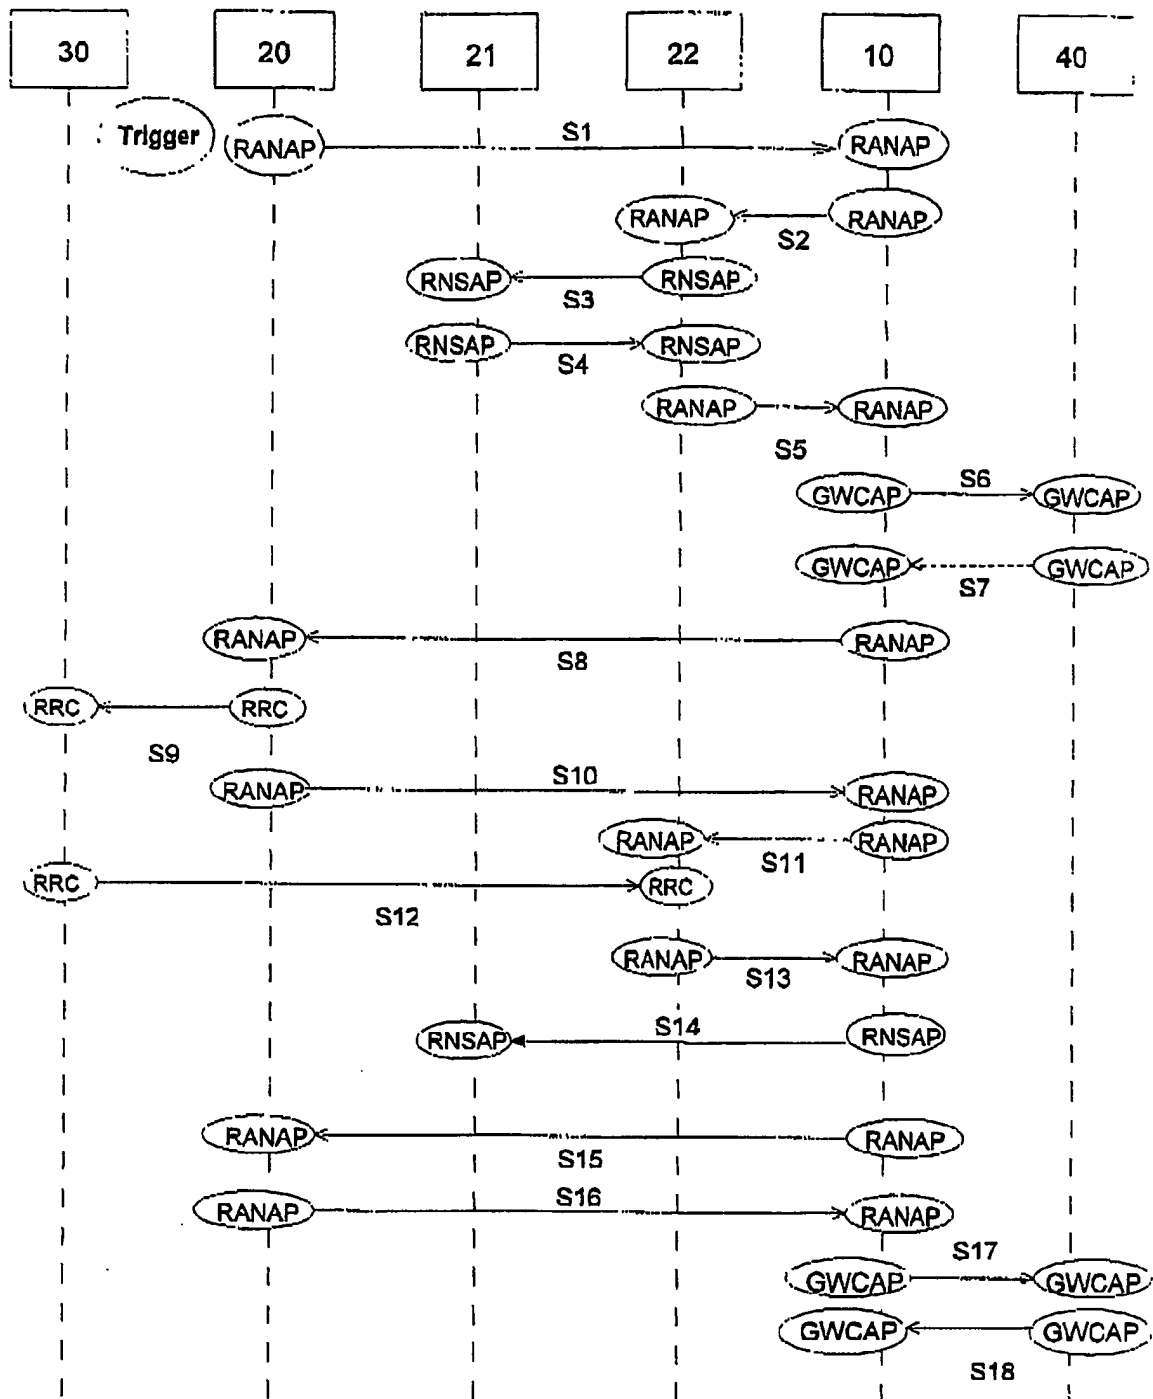 30 20 21 22 10 40
Trigger RANAP S1 RANAP
RANAP S2 RANAP
RNSAP S3 RNSAP
RNSAP S4 RNSAP
RANAP S5 RANAP
GWCAP S6 GWCAP
GWCAP S7 GWCAP
RANAP S8 RANAP
RRC S9 RRC
RANAP S10 RANAP
RANAP S11 RANAP
RRC S12 RRC
RANAP S13 RANAP
RNSAP S14 RNSAP
RANAP S15 RANAP
RANAP S16 RANAP
GWCAP S17 GWCAP
GWCAP S18 GWCAP